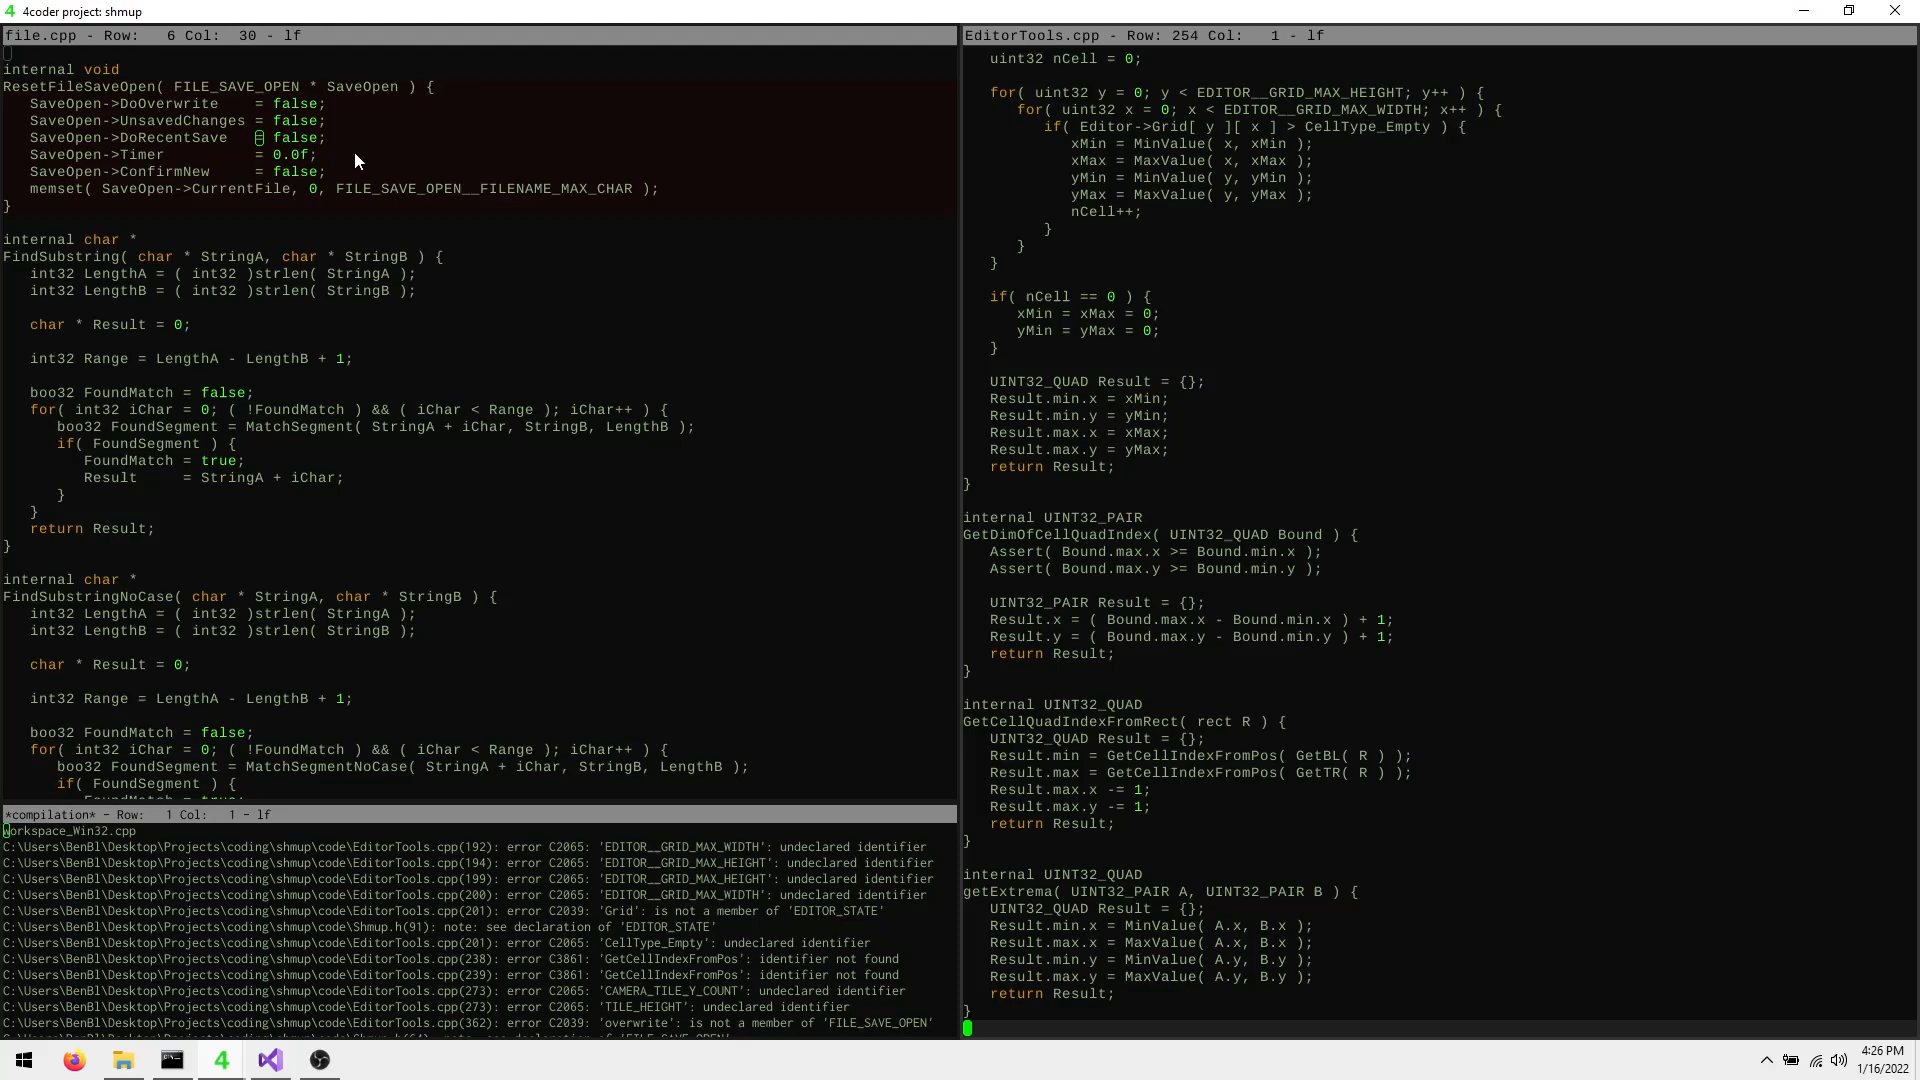 4coder project: shmup
file.cpp - Row:   6 Col:  30 - lf
internal void
ResetFileSaveOpen( FILE_SAVE_OPEN * SaveOpen ) {
   SaveOpen->DoOverwrite    = false;
   SaveOpen->UnsavedChanges = false;
   SaveOpen->DoRecentSave   = false;
   SaveOpen->Timer          = 0.0f;
   SaveOpen->ConfirmNew     = false;
   memset( SaveOpen->CurrentFile, 0, FILE_SAVE_OPEN__FILENAME_MAX_CHAR );
}
internal char *
FindSubstring( char * StringA, char * StringB ) {
   int32 LengthA = ( int32 )strlen( StringA );
   int32 LengthB = ( int32 )strlen( StringB );
   char * Result = 0;
   int32 Range = LengthA - LengthB + 1;
   boo32 FoundMatch = false;
   for( int32 iChar = 0; ( !FoundMatch ) && ( iChar < Range ); iChar++ ) {
      boo32 FoundSegment = MatchSegment( StringA + iChar, StringB, LengthB );
      if( FoundSegment ) {
         FoundMatch = true;
         Result     = StringA + iChar;
      }
   }
   return Result;
}
internal char *
FindSubstringNoCase( char * StringA, char * StringB ) {
   int32 LengthA = ( int32 )strlen( StringA );
   int32 LengthB = ( int32 )strlen( StringB );
   char * Result = 0;
   int32 Range = LengthA - LengthB + 1;
   boo32 FoundMatch = false;
   for( int32 iChar = 0; ( !FoundMatch ) && ( iChar < Range ); iChar++ ) {
      boo32 FoundSegment = MatchSegmentNoCase( StringA + iChar, StringB, LengthB );
      if( FoundSegment ) {
*compilation* - Row:   1 Col:   1 - lf
Workspace_Win32.cpp
C:\Users\BenBl\Desktop\Projects\coding\shmup\code\EditorTools.cpp(192): error C2065: 'EDITOR__GRID_MAX_WIDTH': undeclared identifier
C:\Users\BenBl\Desktop\Projects\coding\shmup\code\EditorTools.cpp(194): error C2065: 'EDITOR__GRID_MAX_HEIGHT': undeclared identifier
C:\Users\BenBl\Desktop\Projects\coding\shmup\code\EditorTools.cpp(199): error C2065: 'EDITOR__GRID_MAX_HEIGHT': undeclared identifier
C:\Users\BenBl\Desktop\Projects\coding\shmup\code\EditorTools.cpp(200): error C2065: 'EDITOR__GRID_MAX_WIDTH': undeclared identifier
C:\Users\BenBl\Desktop\Projects\coding\shmup\code\EditorTools.cpp(201): error C2039: 'Grid': is not a member of 'EDITOR_STATE'
C:\Users\BenBl\Desktop\Projects\coding\shmup\code\Shmup.h(91): note: see declaration of 'EDITOR_STATE'
C:\Users\BenBl\Desktop\Projects\coding\shmup\code\EditorTools.cpp(201): error C2065: 'CellType_Empty': undeclared identifier
C:\Users\BenBl\Desktop\Projects\coding\shmup\code\EditorTools.cpp(238): error C3861: 'GetCellIndexFromPos': identifier not found
C:\Users\BenBl\Desktop\Projects\coding\shmup\code\EditorTools.cpp(239): error C3861: 'GetCellIndexFromPos': identifier not found
C:\Users\BenBl\Desktop\Projects\coding\shmup\code\EditorTools.cpp(273): error C2065: 'CAMERA_TILE_Y_COUNT': undeclared identifier
C:\Users\BenBl\Desktop\Projects\coding\shmup\code\EditorTools.cpp(273): error C2065: 'TILE_HEIGHT': undeclared identifier
C:\Users\BenBl\Desktop\Projects\coding\shmup\code\EditorTools.cpp(362): error C2039: 'overwrite': is not a member of 'FILE_SAVE_OPEN'
EditorTools.cpp - Row: 254 Col:   1 - lf
   uint32 nCell = 0;
   for( uint32 y = 0; y < EDITOR__GRID_MAX_HEIGHT; y++ ) {
      for( uint32 x = 0; x < EDITOR__GRID_MAX_WIDTH; x++ ) {
         if( Editor->Grid[ y ][ x ] > CellType_Empty ) {
            xMin = MinValue( x, xMin );
            xMax = MaxValue( x, xMax );
            yMin = MinValue( y, yMin );
            yMax = MaxValue( y, yMax );
            nCell++;
         }
      }
   }
   if( nCell == 0 ) {
      xMin = xMax = 0;
      yMin = yMax = 0;
   }
   UINT32_QUAD Result = {};
   Result.min.x = xMin;
   Result.min.y = yMin;
   Result.max.x = xMax;
   Result.max.y = yMax;
   return Result;
}
internal UINT32_PAIR
GetDimOfCellQuadIndex( UINT32_QUAD Bound ) {
   Assert( Bound.max.x >= Bound.min.x );
   Assert( Bound.max.y >= Bound.min.y );
   UINT32_PAIR Result = {};
   Result.x = ( Bound.max.x - Bound.min.x ) + 1;
   Result.y = ( Bound.max.y - Bound.min.y ) + 1;
   return Result;
}
internal UINT32_QUAD
GetCellQuadIndexFromRect( rect R ) {
   UINT32_QUAD Result = {};
   Result.min = GetCellIndexFromPos( GetBL( R ) );
   Result.max = GetCellIndexFromPos( GetTR( R ) );
   Result.max.x -= 1;
   Result.max.y -= 1;
   return Result;
}
internal UINT32_QUAD
getExtrema( UINT32_PAIR A, UINT32_PAIR B ) {
   UINT32_QUAD Result = {};
   Result.min.x = MinValue( A.x, B.x );
   Result.max.x = MaxValue( A.x, B.x );
   Result.min.y = MinValue( A.y, B.y );
   Result.max.y = MaxValue( A.y, B.y );
   return Result;
}
4:26 PM
1/16/2022